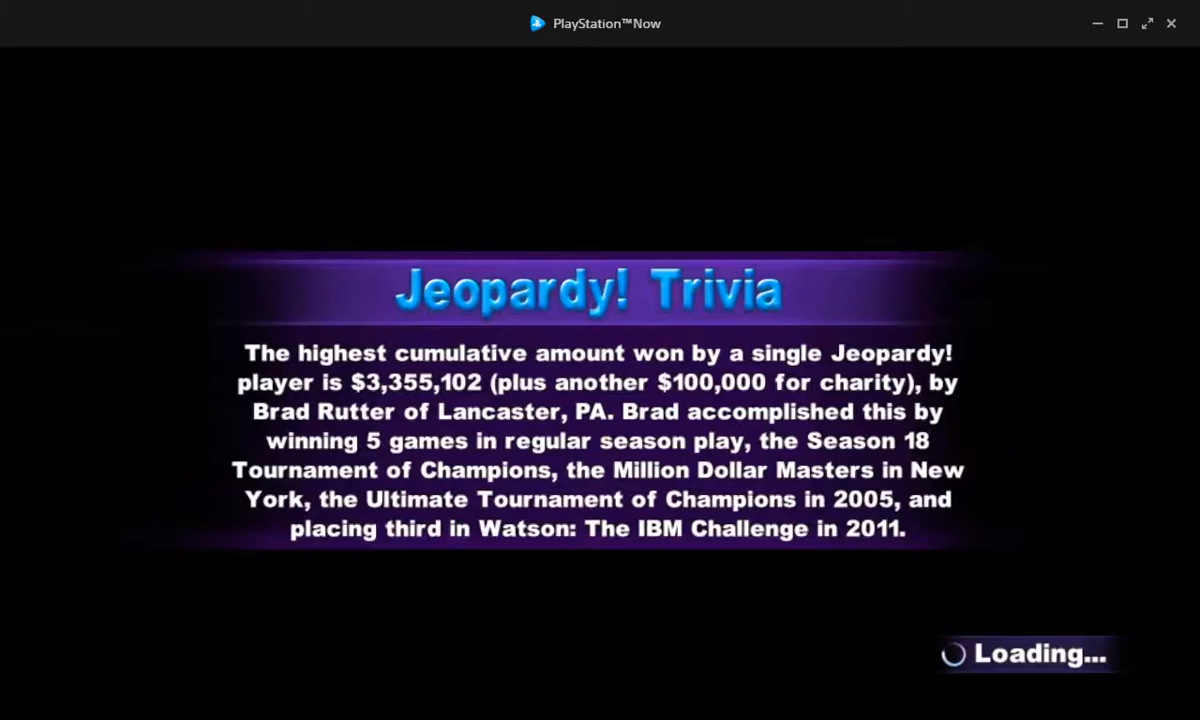 PlayStation™Now
Jeopardy! Trivia
The highest cumulative amount won by a single Jeopardy!
player is $3,355,102 (plus another $100,000 for charity), by
Brad Rutter of Lancaster, PA. Brad accomplished this by
winning 5 games in regular season play, the Season 18
Tournament of Champions, the Million Dollar Masters in New
York, the Ultimate Tournament of Champions in 2005, and
placing third in Watson: The IBM Challenge in 2011.
Loading...